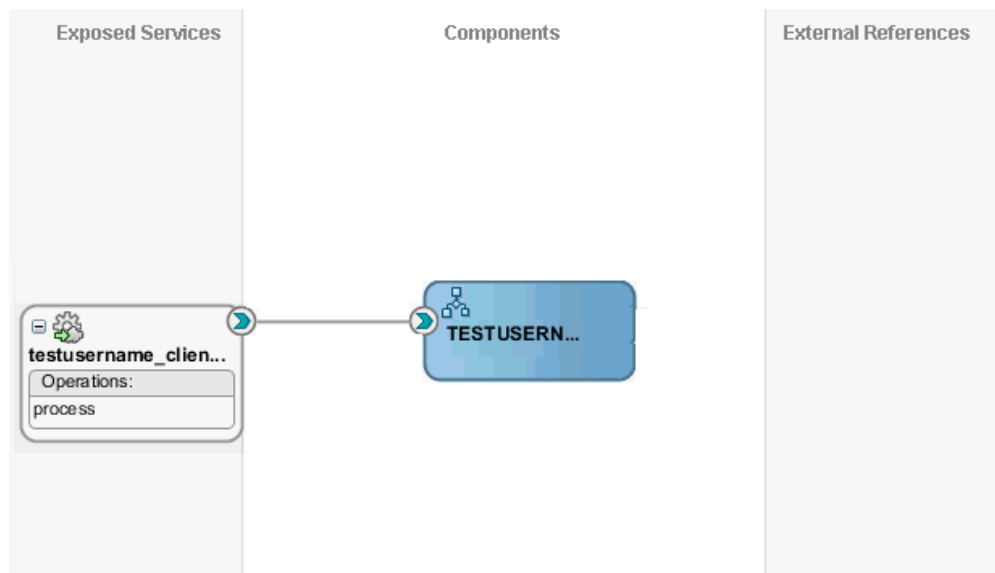 Exposed Services
Components
External References
testusername_clien...
Operations:
process
TESTUSERN...